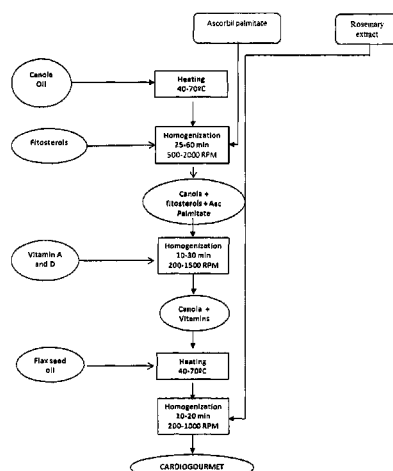 Ascorbil palmitate
Rosemary
extract
Canola
Oil
Heating
40-70ºC
Fitosterols
Homogenization
25-60 min
500-2000 RPM
Canola +
fitosterols + Asc
Palmitate
Vitamin A
and D
Homogenization
10-30 min
200-1500 RPM
Canola +
Vitamins
Flax seed
oil
Heating
40-70ºC
Homogenization
10-20 min
200-1000 RPM
CARDIOGOURMET